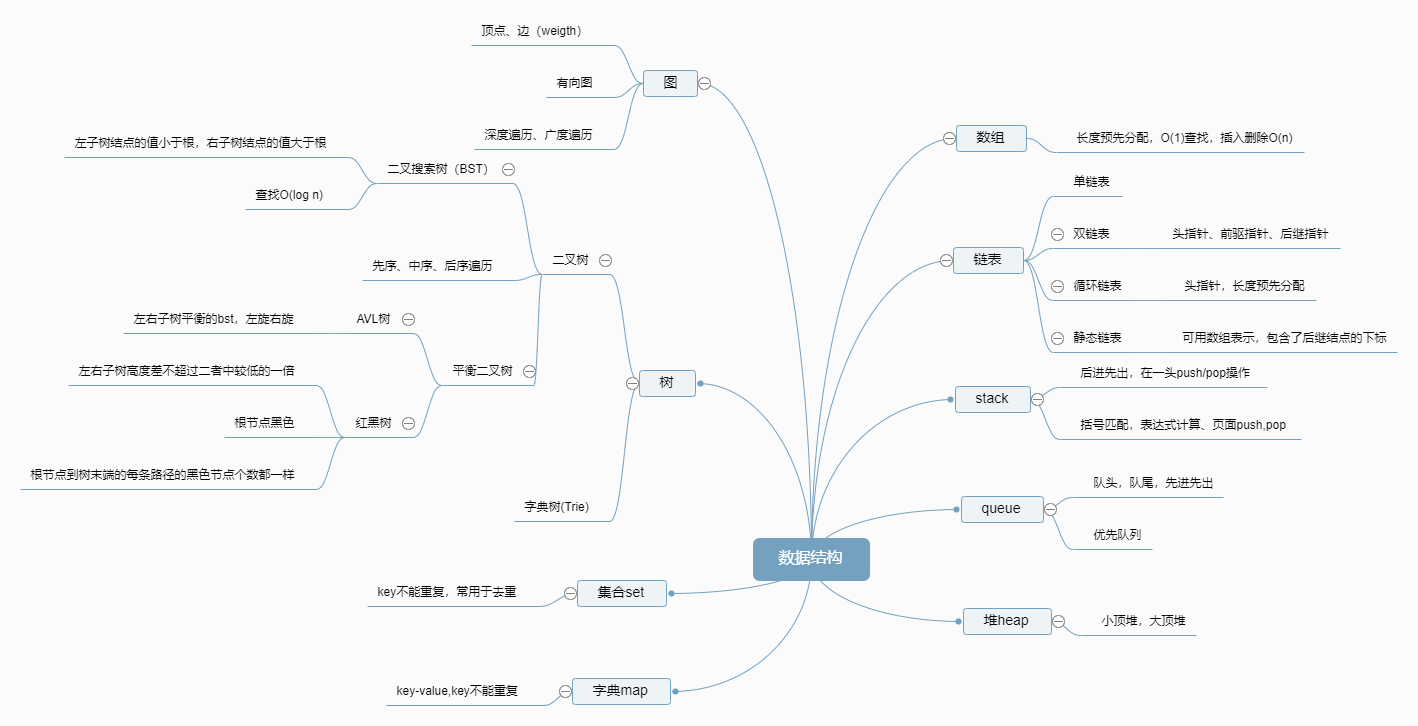 数据结构
图
顶点、边（weigth）
有向图
深度遍历、广度遍历
树
二叉树
二叉搜索树（BST）
左子树结点的值小于根，右子树结点的值大于根
查找O(log n)
先序、中序、后序遍历
平衡二叉树
AVL树
左右子树平衡的bst，左旋右旋
红黑树
左右子树高度差不超过二者中较低的一倍
根节点黑色
根节点到树末端的每条路径的黑色节点个数都一样
字典树(Trie)
集合set
key不能重复，常用于去重
字典map
key-value,key不能重复
数组
长度预先分配，O(1)查找，插入删除O(n)
链表
单链表
双链表
头指针、前驱指针、后继指针
循环链表
头指针，长度预先分配
静态链表
可用数组表示，包含了后继结点的下标
stack
后进先出，在一头push/pop操作
括号匹配，表达式计算、页面push,pop
queue
队头，队尾，先进先出
优先队列
堆heap
小顶堆，大顶堆